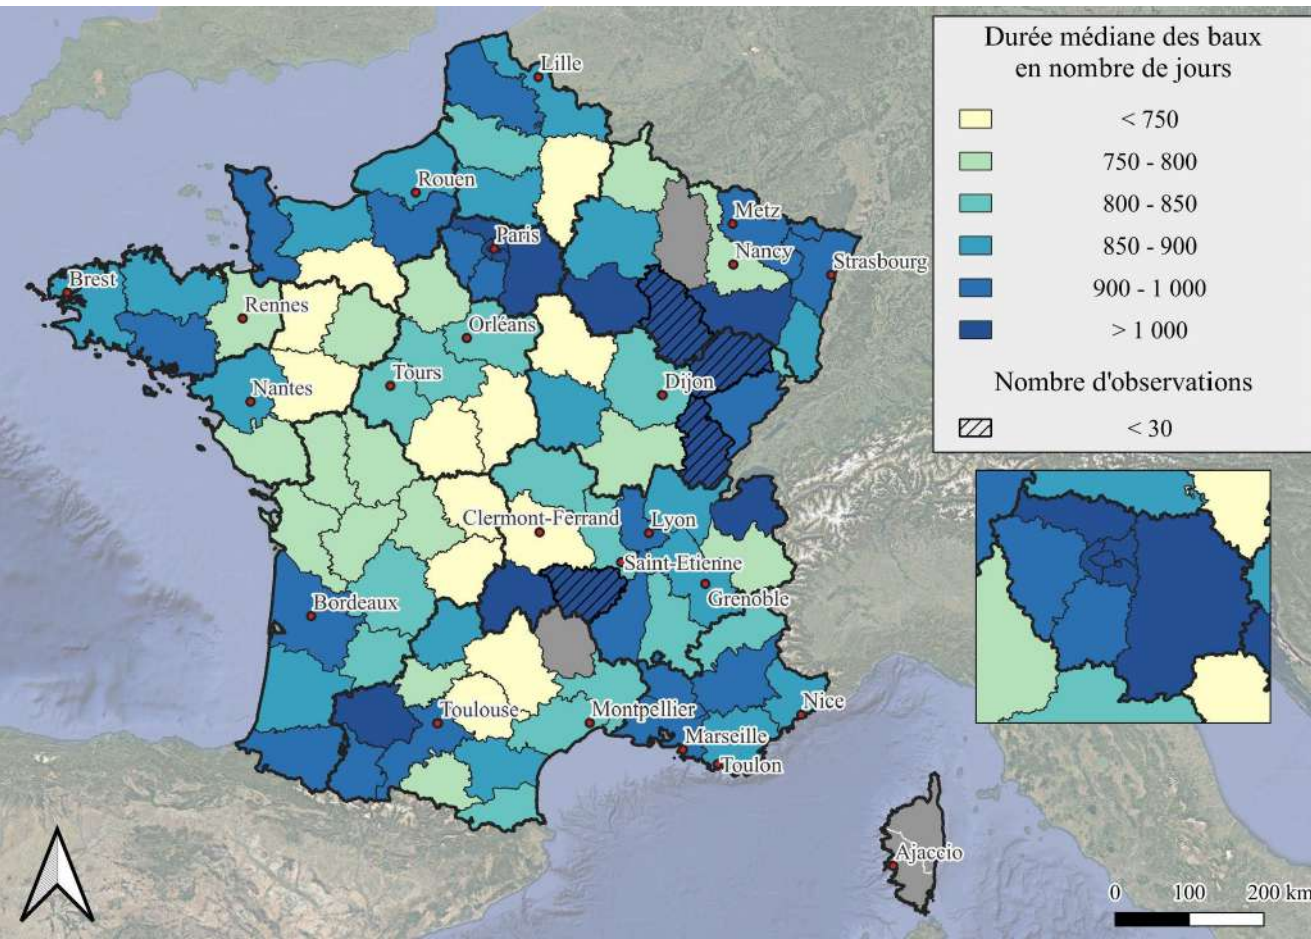 Durée médiane des baux
en nombre de jours
< 750
750 - 800
800 - 850
850 - 900
900 - 1 000
> 1 000
Nombre d'observations
< 30
Lille
Rouen
Metz
Paris
Nancy
Strasbourg
Brest
Rennes
Orléans
Tours
Dijon
Nantes
Clermont-Ferrand
Lyon
Saint-Etienne
Grenoble
Bordeaux
Toulouse
Montpellier
Nice
Marseille
Toulon
Ajaccio
0 100 200 km